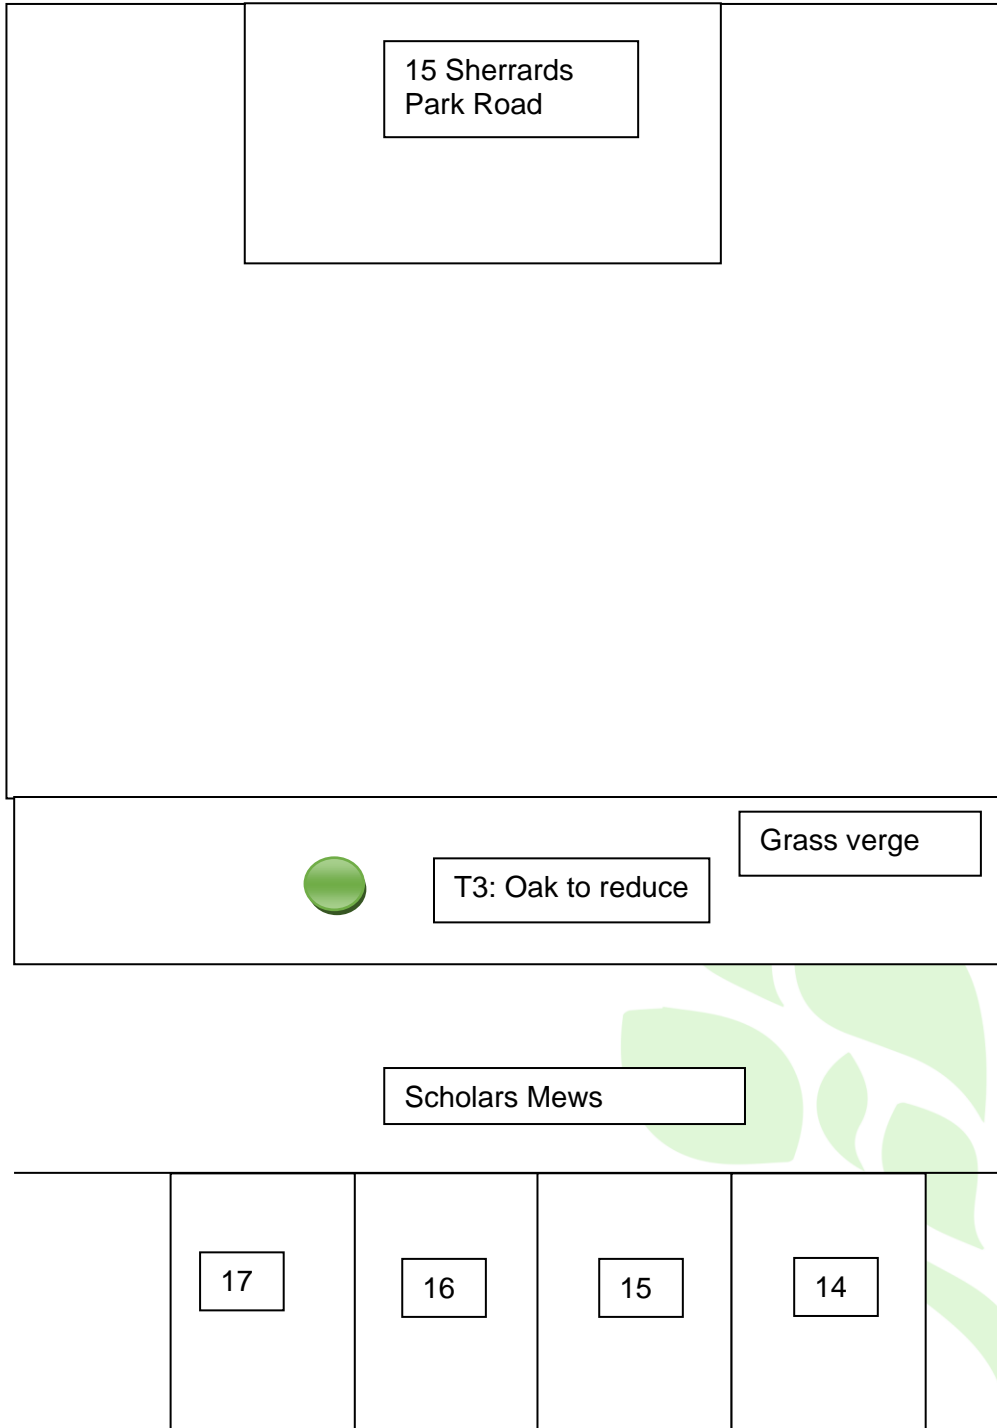 15 Sherrards
Park Road
Grass verge
T3: Oak to reduce
Scholars Mews
17
16
15
14